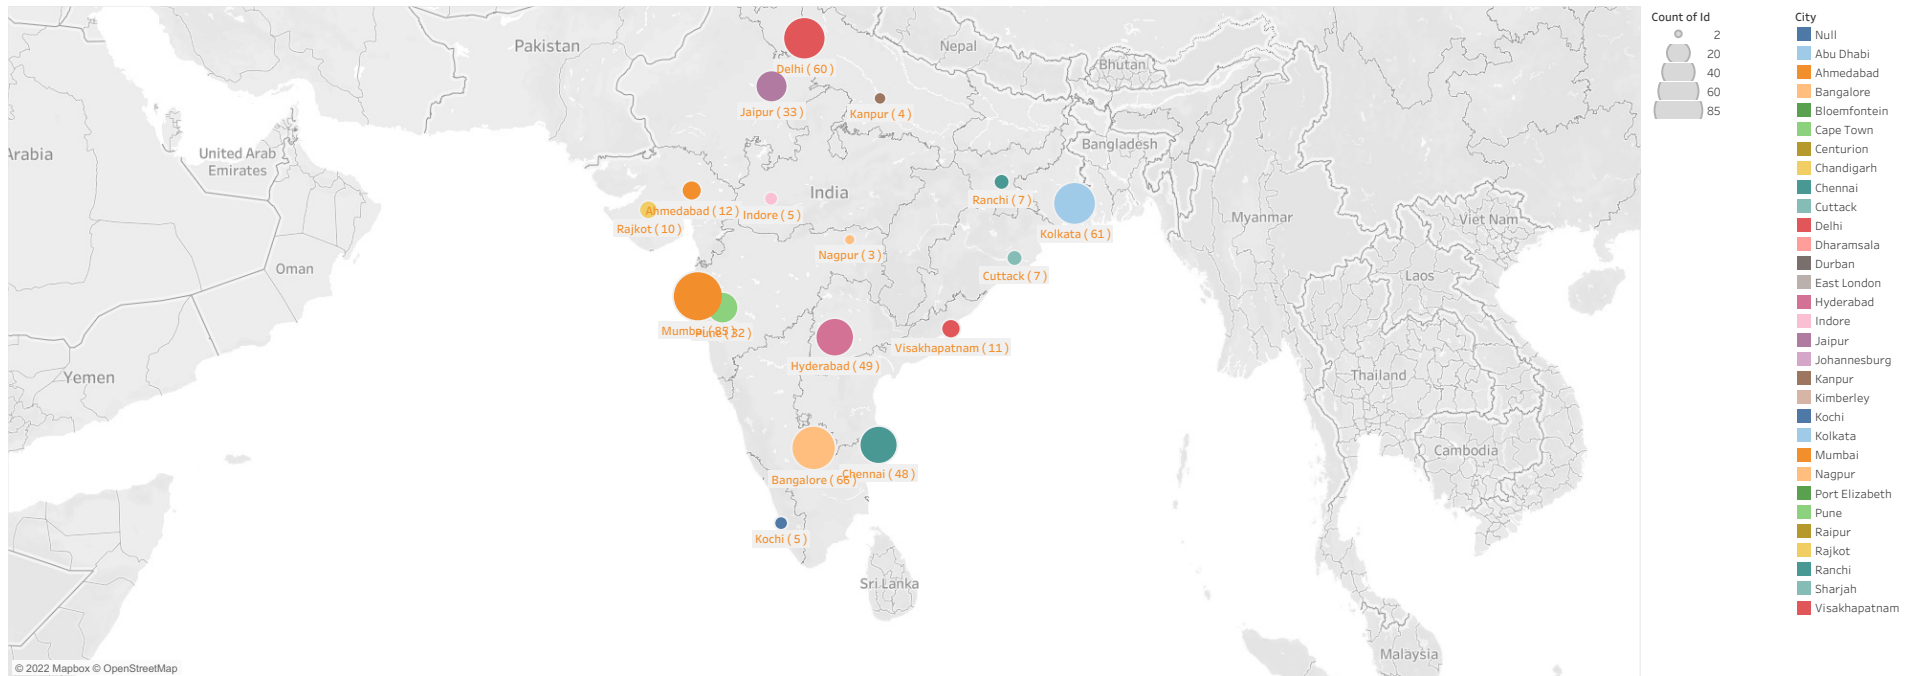 Pakistan
Nepal
Bhutan
Bangladesh
Arabia
United Arab
Emirates
India
Oman
Yemen
Myanmar
Viet Nam
Laos
Thailand
Cambodia
Sri Lanka
Malaysia
Delhi ( 60 )
Jaipur ( 33 )
Kanpur ( 4 )
Ahmedabad ( 12 )
Indore ( 5 )
Rajkot ( 10 )
Ranchi ( 7 )
Kolkata ( 61 )
Nagpur ( 3 )
Cuttack ( 7 )
Mumbai ( 85 )
Pune ( 32 )
Hyderabad ( 49 )
Visakhapatnam ( 11 )
Bangalore ( 66 )
Chennai ( 48 )
Kochi ( 5 )
© 2022 Mapbox © OpenStreetMap
Count of Id
2
20
40
60
85
City
Null
Abu Dhabi
Ahmedabad
Bangalore
Bloemfontein
Cape Town
Centurion
Chandigarh
Chennai
Cuttack
Delhi
Dharamsala
Durban
East London
Hyderabad
Indore
Jaipur
Johannesburg
Kanpur
Kimberley
Kochi
Kolkata
Mumbai
Nagpur
Port Elizabeth
Pune
Raipur
Rajkot
Ranchi
Sharjah
Visakhapatnam